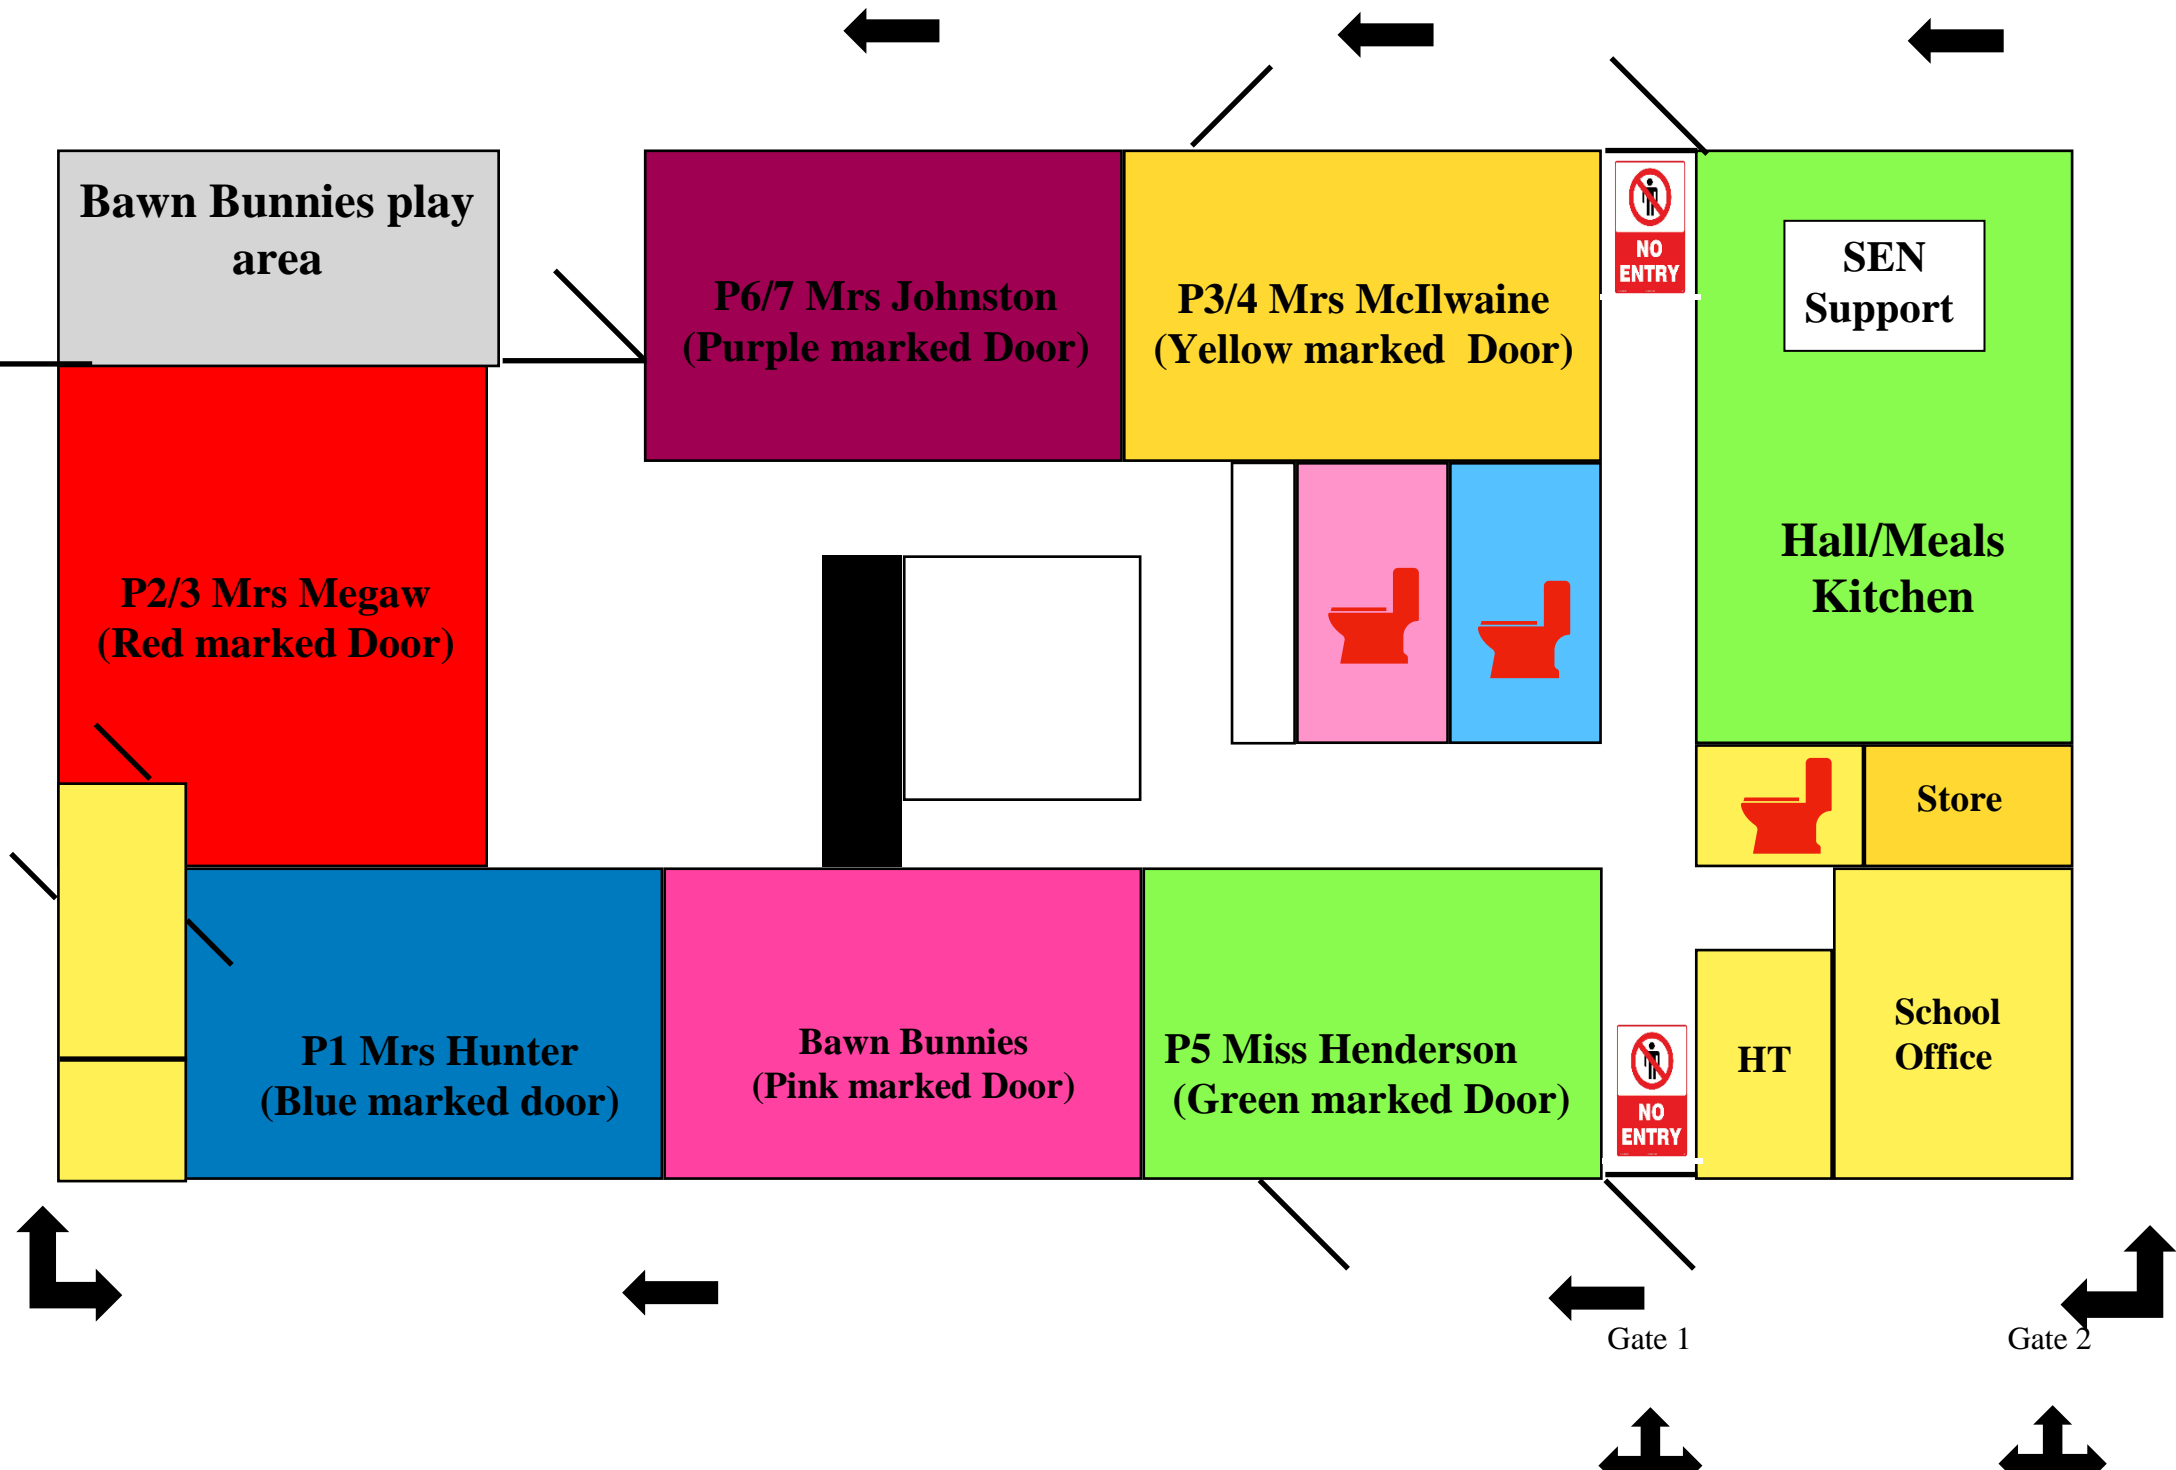 Bawn Bunnies play
area
P6/7 Mrs Johnston
(Purple marked Door)
P3/4 Mrs McIlwaine
(Yellow marked  Door)
NO
ENTRY
SEN
Support
Hall/Meals
Kitchen
P2/3 Mrs Megaw
(Red marked Door)
Store
P1 Mrs Hunter
(Blue marked door)
Bawn Bunnies
(Pink marked Door)
P5 Miss Henderson
(Green marked Door)
NO
ENTRY
HT
School
Office
Gate 1
Gate 2